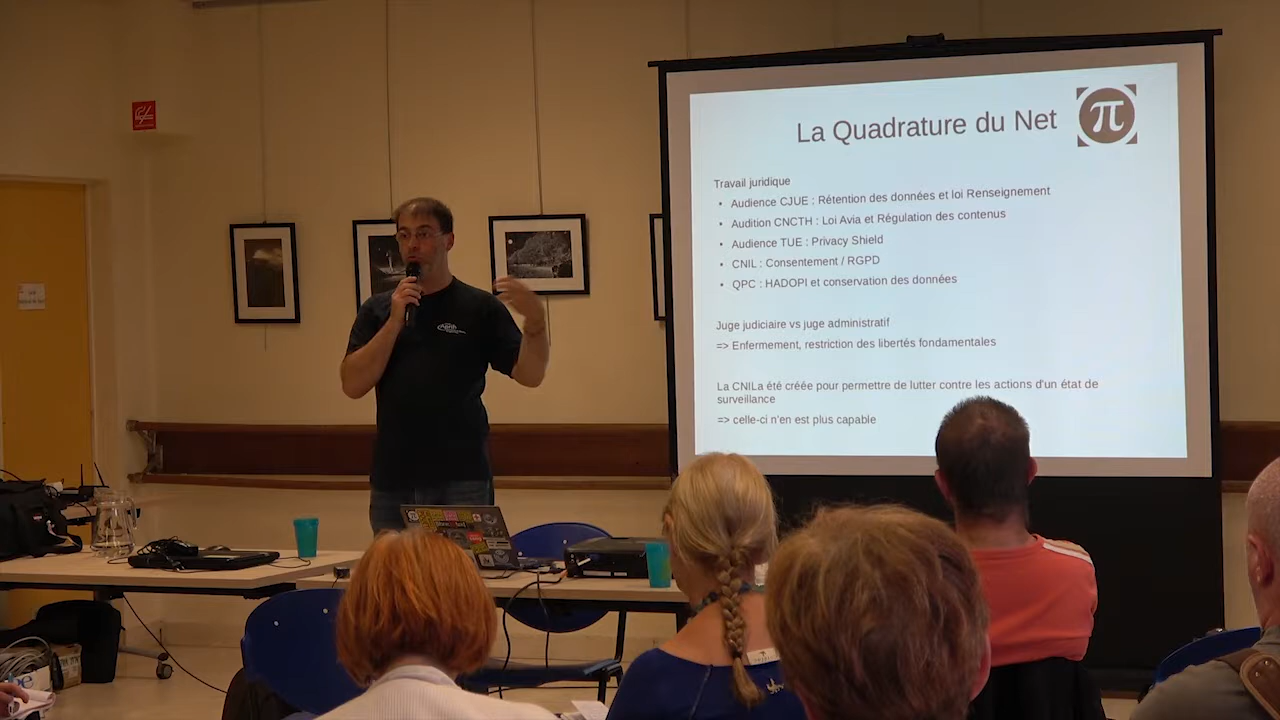 La Quadrature du Net
π
Travail juridique
• Audience CJUE : Rétention des données et loi Renseignement
• Audition CNCTH : Loi Avia et Régulation des contenus
• Audience TUE : Privacy Shield
• CNIL : Consentement / RGPD
• QPC : HADOPI et conservation des données
Juge judiciaire vs juge administratif
=> Enfermement, restriction des libertés fondamentales
La CNILa été créée pour permettre de lutter contre les actions d'un état de
surveillance
=> celle-ci n'en est plus capable
April